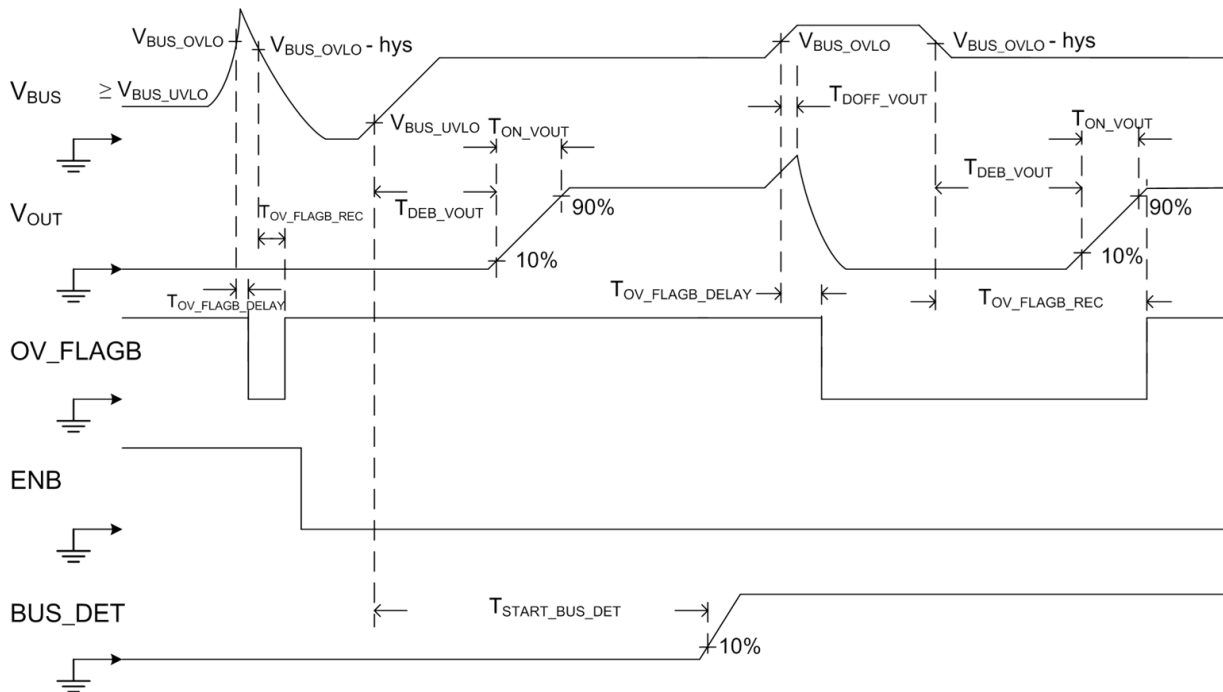 V_BUS_OVLO
V_BUS_OVLO - hys
V_BUS_OVLO
V_BUS_OVLO - hys
V_BUS
≥ V_BUS_UVLO
T_DOFF_VOUT
V_BUS_UVLO
T_ON_VOUT
T_ON_VOUT
V_OUT
T_OV_FLAGB_REC
T_DEB_VOUT
90%
10%
T_DEB_VOUT
90%
10%
T_OV_FLAGB_DELAY
T_OV_FLAGB_DELAY
T_OV_FLAGB_REC
OV_FLAGB
ENB
BUS_DET
T_START_BUS_DET
10%